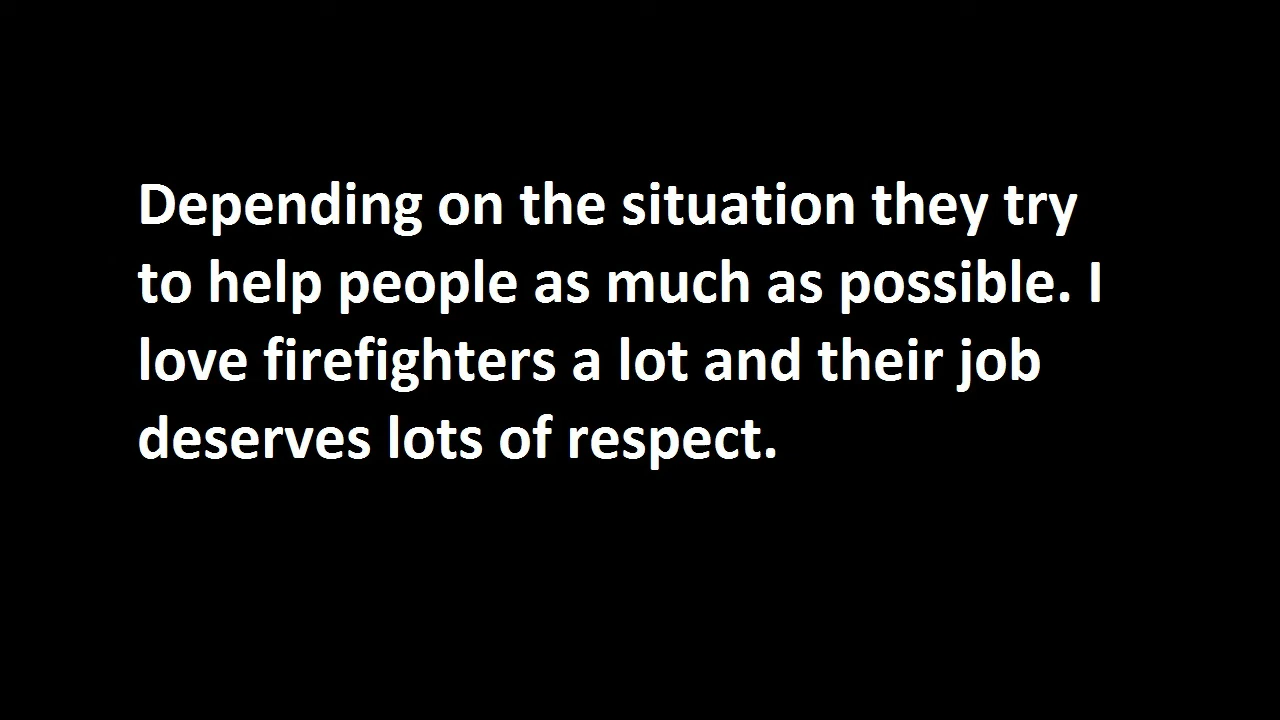 Depending on the situation they try
to help people as much as possible. I
love firefighters a lot and their job
deserves lots of respect.